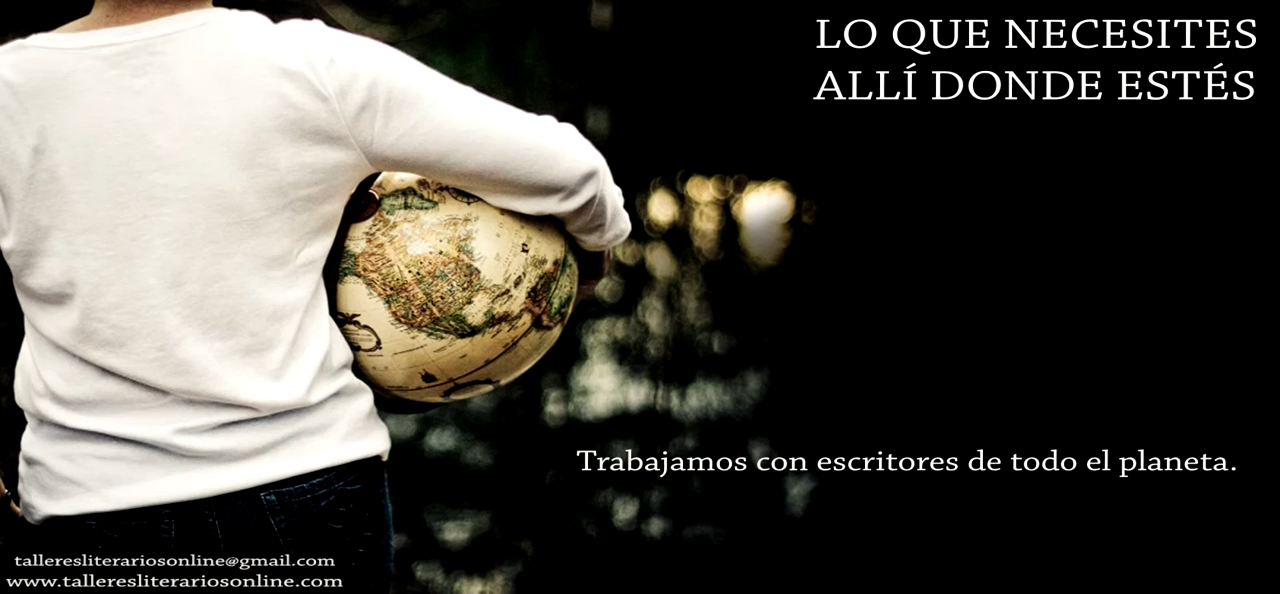 LO QUE NECESITES
ALLÍ DONDE ESTÉS
Trabajamos con escritores de todo el planeta.
talleresliterariosonline@gmail.com
www.talleresliterariosonline.com